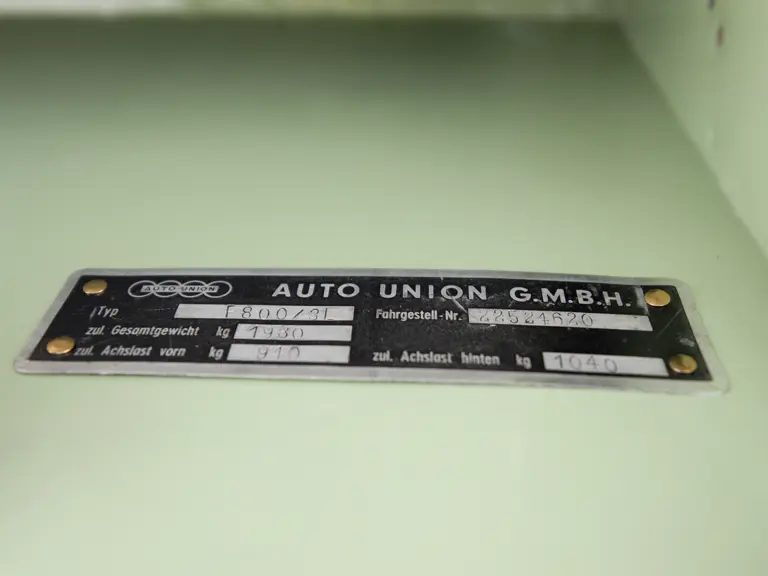 AUTO UNION AUTO UNION G.M.B.H.
Typ F800/3L Fahrgestell-Nr. 22524620
zul. Gesamtgewicht kg 1930
zul. Achslast vorn kg 910 zul. Achslast hinten kg 1040